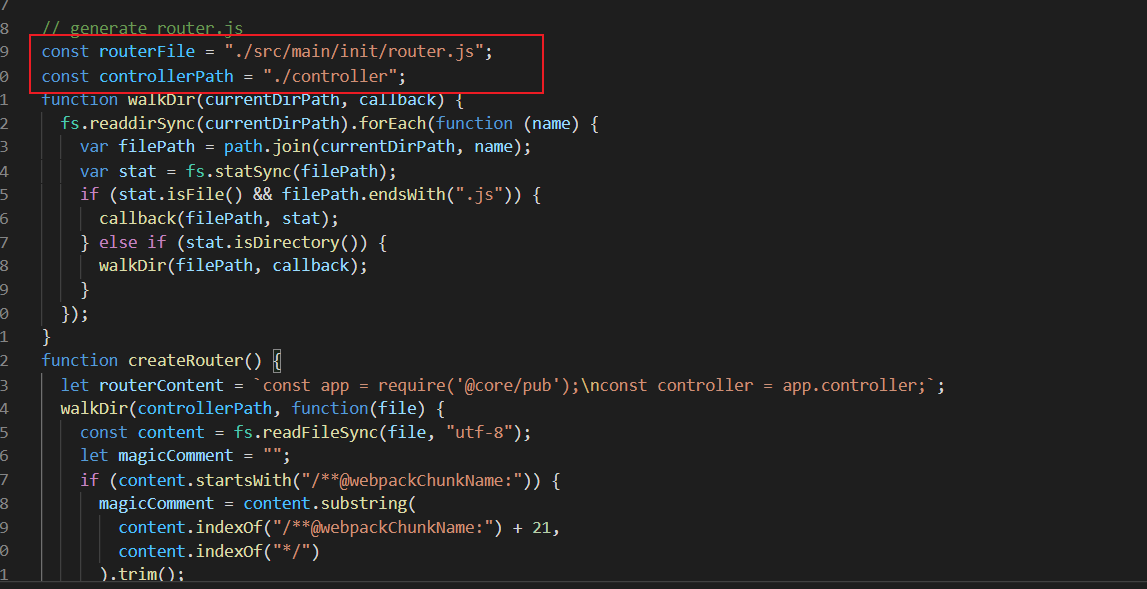 7
8 // generate router.js
9 const routerFile = "./src/main/init/router.js";
0 const controllerPath = "./controller";
1 function walkDir(currentDirPath, callback) {
2 fs.readdirSync(currentDirPath).forEach(function (name) {
3 var filePath = path.join(currentDirPath, name);
4 var stat = fs.statSync(filePath);
5 if (stat.isFile() && filePath.endsWith(".js")) {
6 callback(filePath, stat);
7 } else if (stat.isDirectory()) {
8 walkDir(filePath, callback);
9 }
0 });
1 }
2 function createRouter() {
3 let routerContent = `const app = require('@core/pub');\nconst controller = app.controller;`;
4 walkDir(controllerPath, function(file) {
5 const content = fs.readFileSync(file, "utf-8");
6 let magicComment = "";
7 if (content.startsWith("/**@webpackChunkName:")) {
8 magicComment = content.substring(
9 content.indexOf("/**@webpackChunkName:") + 21,
0 content.indexOf("*/")
1 ).trim();